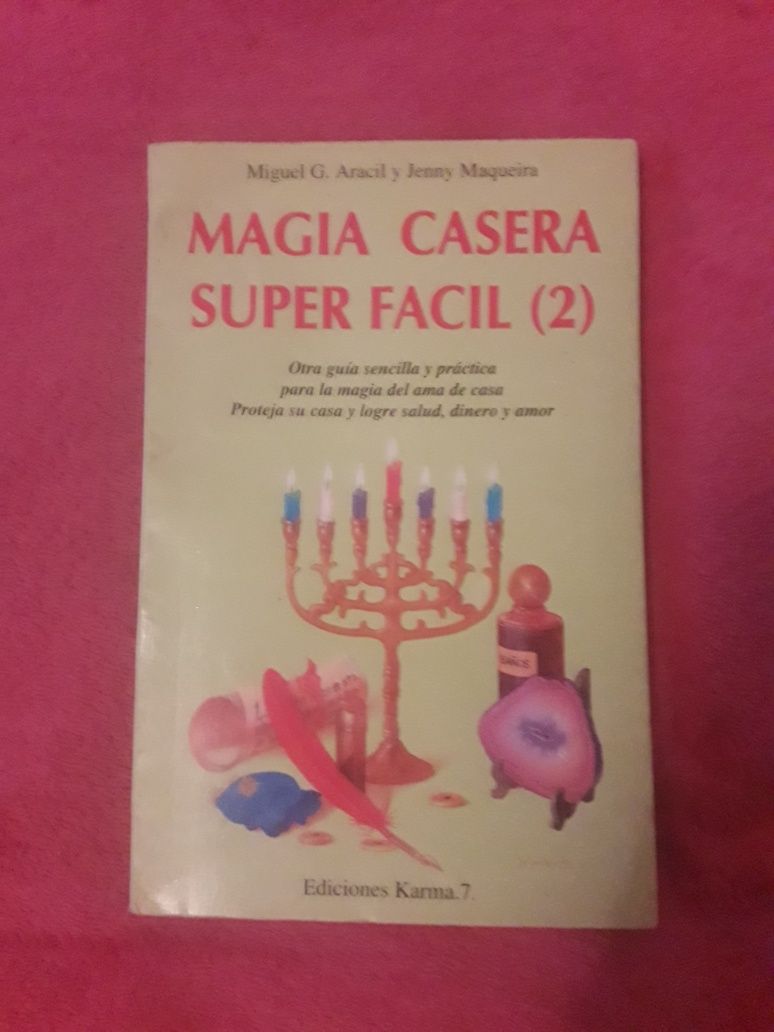 Miguel G. Aracil y Jenny Maqueira
MAGIA CASERA
SUPER FACIL (2)
Otra guía sencilla y práctica
para la magia del ama de casa
Proteja su casa y logre salud, dinero y amor
BAÑOS
Ediciones Karma.7